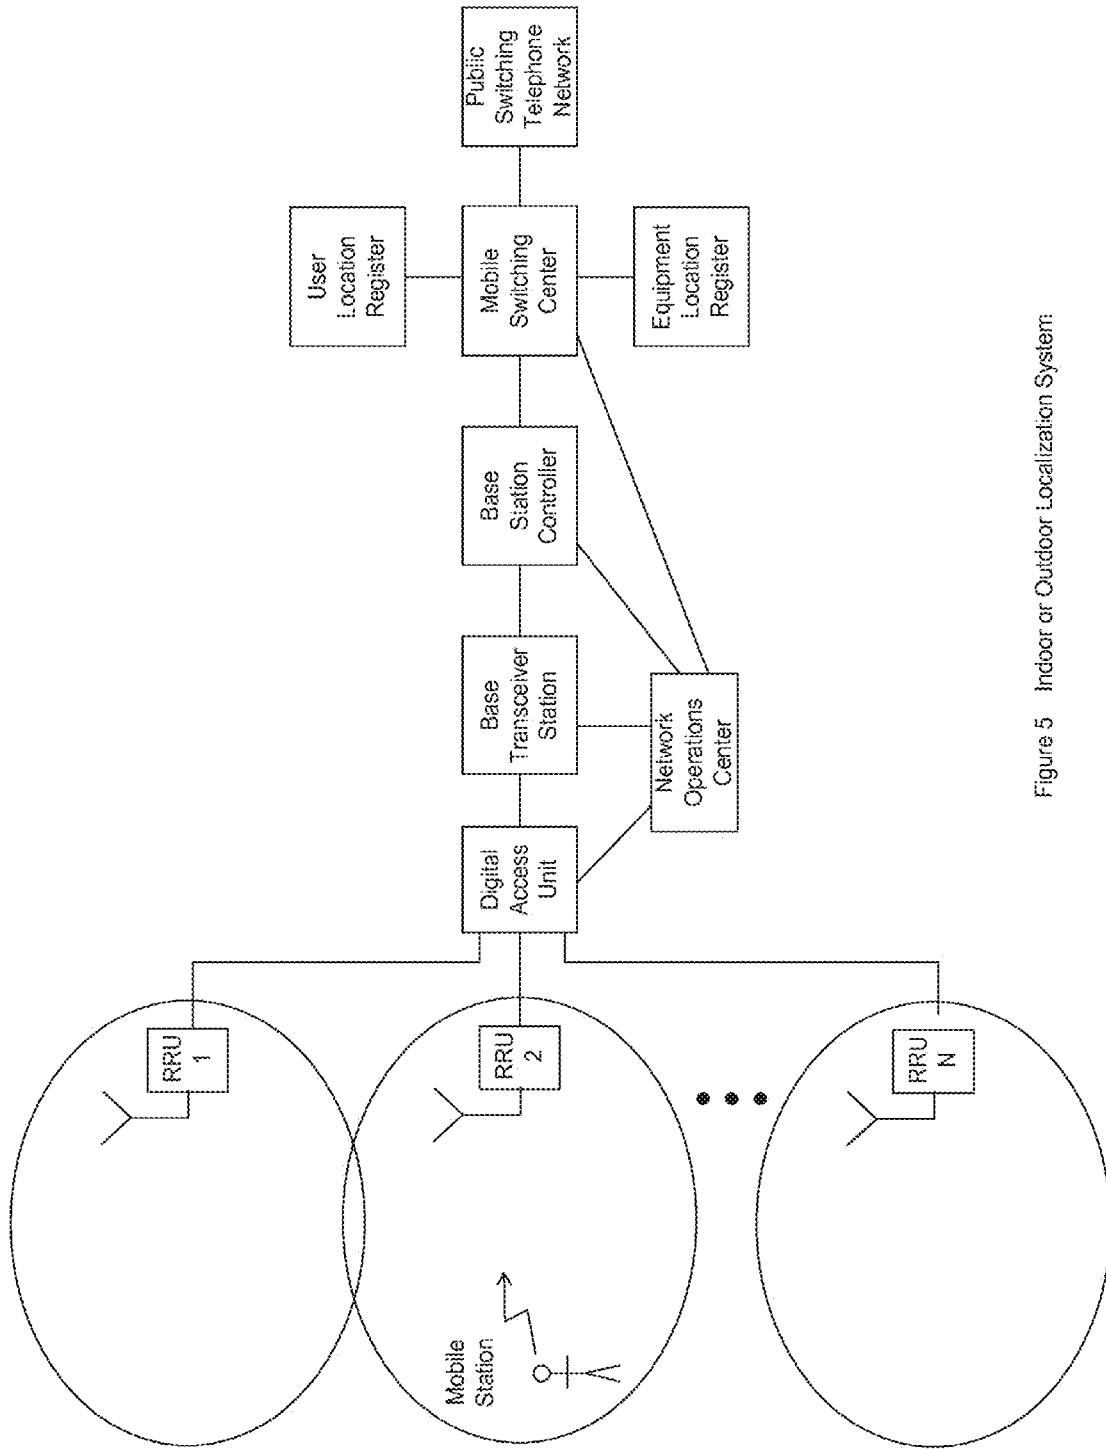 RRU
1
RRU
2
RRU
N
Mobile
Station
Digital
Access
Unit
Base
Transceiver
Station
Base
Station
Controller
Network
Operations
Center
User
Location
Register
Mobile
Switching
Center
Equipment
Location
Register
Public
Switching
Telephone
Network
Figure 5 Indoor or Outdoor Localization System